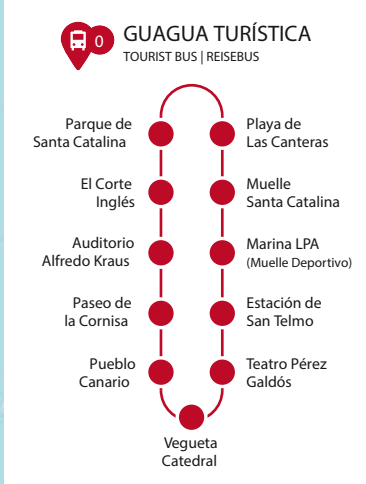 0
GUAGUA TURÍSTICA
TOURIST BUS | REISEBUS
Parque de
Santa Catalina
El Corte
Inglés
Auditorio
Alfredo Kraus
Paseo de
la Cornisa
Pueblo
Canario
Vegueta
Catedral
Playa de
Las Canteras
Muelle
Santa Catalina
Marina LPA
(Muelle Deportivo)
Estación de
San Telmo
Teatro Pérez
Galdós